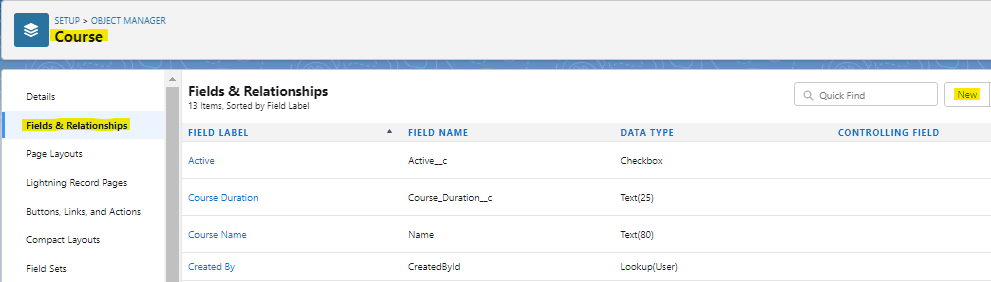 SETUP > OBJECT MANAGER
Course
Details
Fields & Relationships
Page Layouts
Lightning Record Pages
Buttons, Links, and Actions
Compact Layouts
Field Sets
Fields & Relationships
13 Items, Sorted by Field Label
Quick Find
New
FIELD LABEL FIELD NAME DATA TYPE CONTROLLING FIELD
Active Active__c Checkbox
Course Duration Course_Duration__c Text(25)
Course Name Name Text(80)
Created By CreatedById Lookup(User)